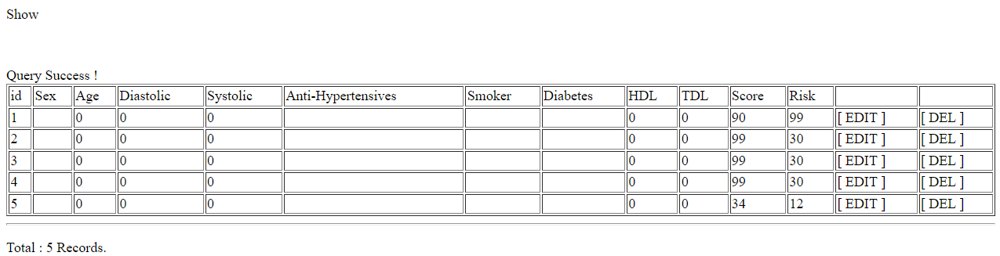 Show
Query Success !
id Sex Age Diastolic Systolic Anti-Hypertensives Smoker Diabetes HDL TDL Score Risk
1 0 0 0 0 0 90 99 [ EDIT ] [ DEL ]
2 0 0 0 0 0 99 30 [ EDIT ] [ DEL ]
3 0 0 0 0 0 99 30 [ EDIT ] [ DEL ]
4 0 0 0 0 0 99 30 [ EDIT ] [ DEL ]
5 0 0 0 0 0 34 12 [ EDIT ] [ DEL ]
Total : 5 Records.